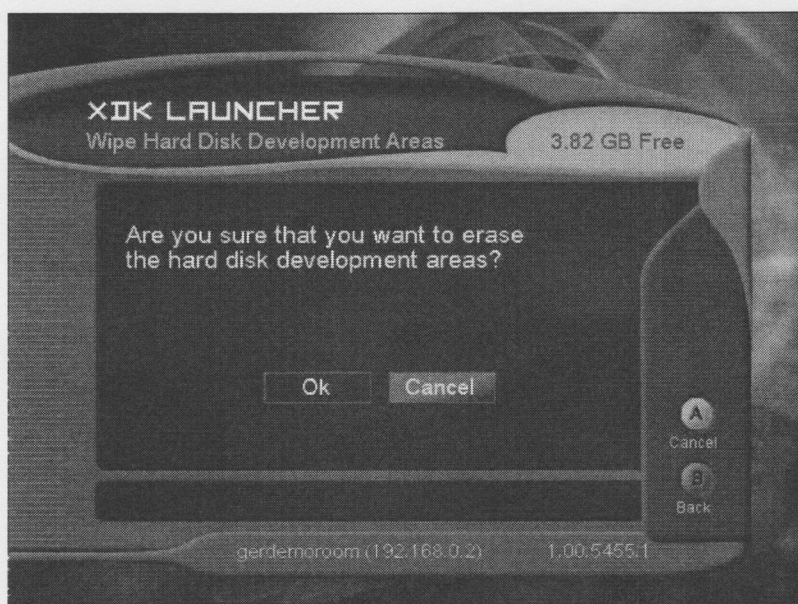 XDK LAUNCHER
Wipe Hard Disk Development Areas
3.82 GB Free
Are you sure that you want to erase
the hard disk development areas?
Ok
Cancel
A
Cancel
B
Back
gerdemoroom (192.168.0.2)
1.00.5455.1